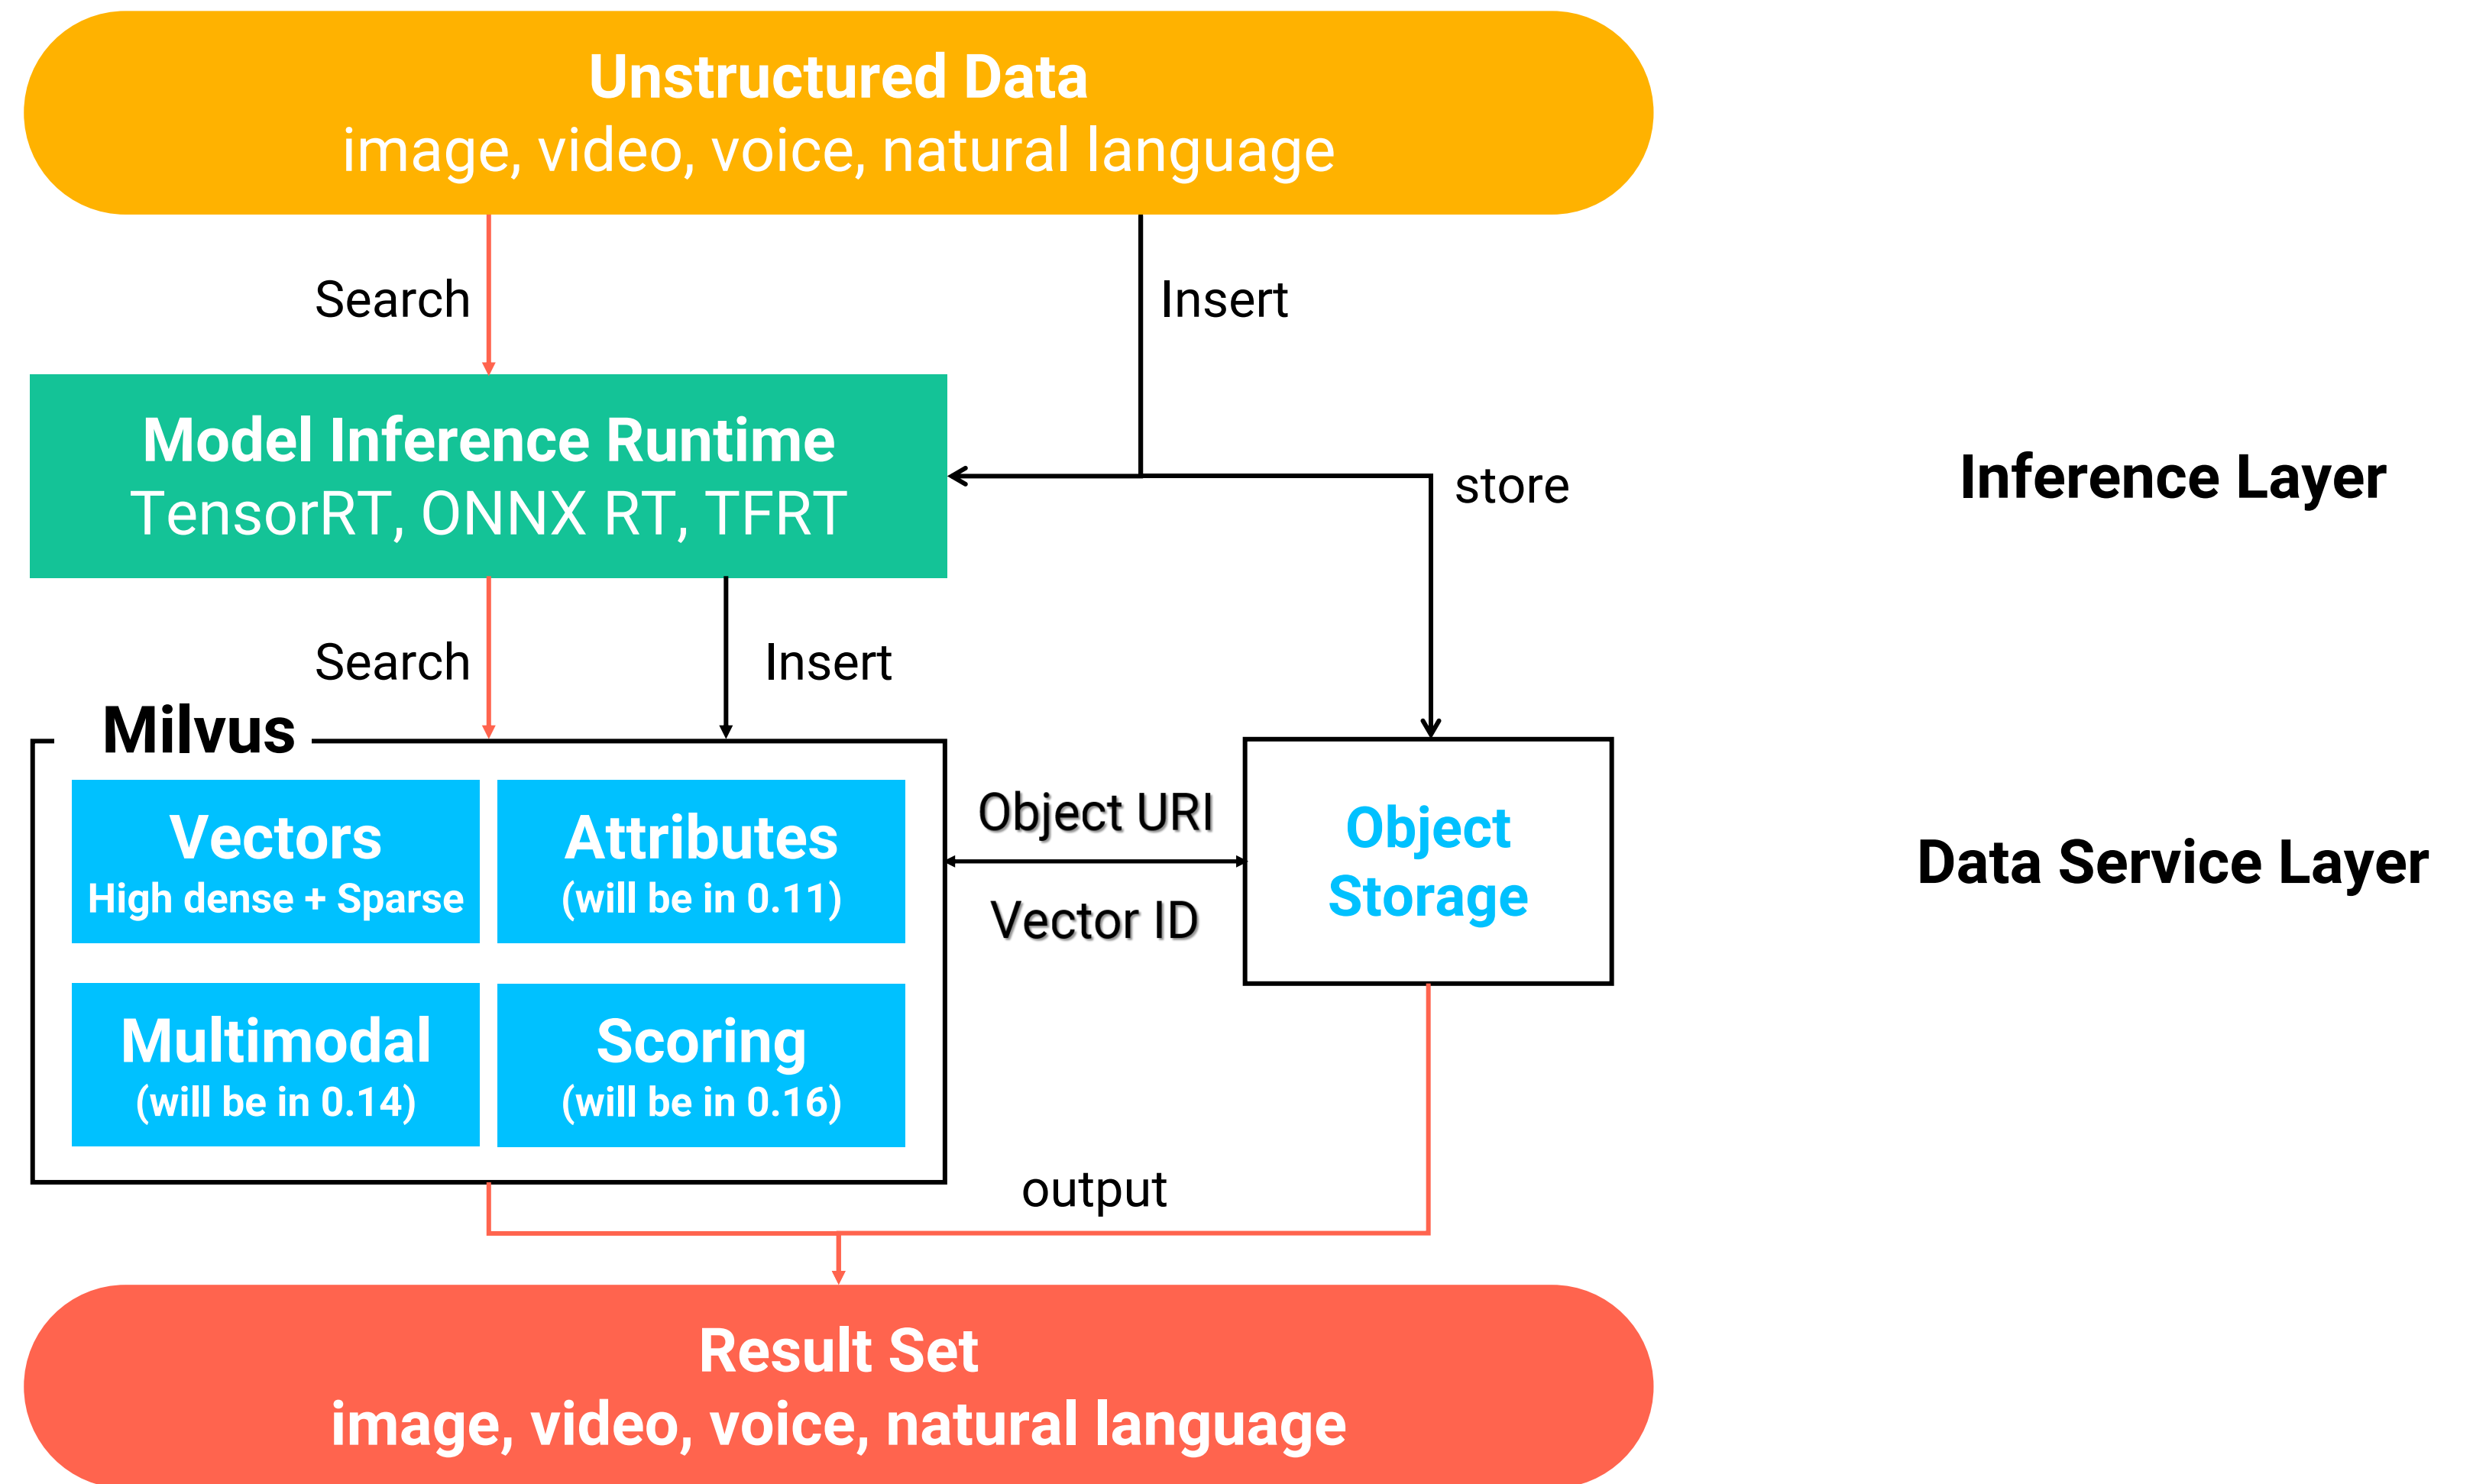 Unstructured Data
image, video, voice, natural language
Search
Insert
Model Inference Runtime
TensorRT, ONNX RT, TFRT
store
Inference Layer
Search
Insert
Milvus
Vectors
High dense + Sparse
Attributes
(will be in 0.11)
Multimodal
(will be in 0.14)
Scoring
(will be in 0.16)
Object URI
Vector ID
Object
Storage
Data Service Layer
output
Result Set
image, video, voice, natural language